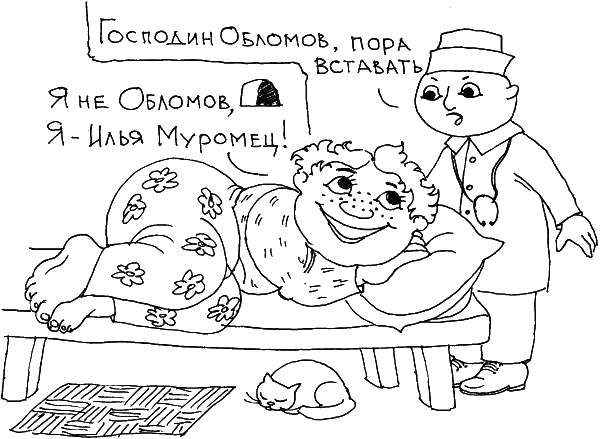 Господин Обломов, пора
вставать
Я не Обломов,
Я - Илья Муромец!